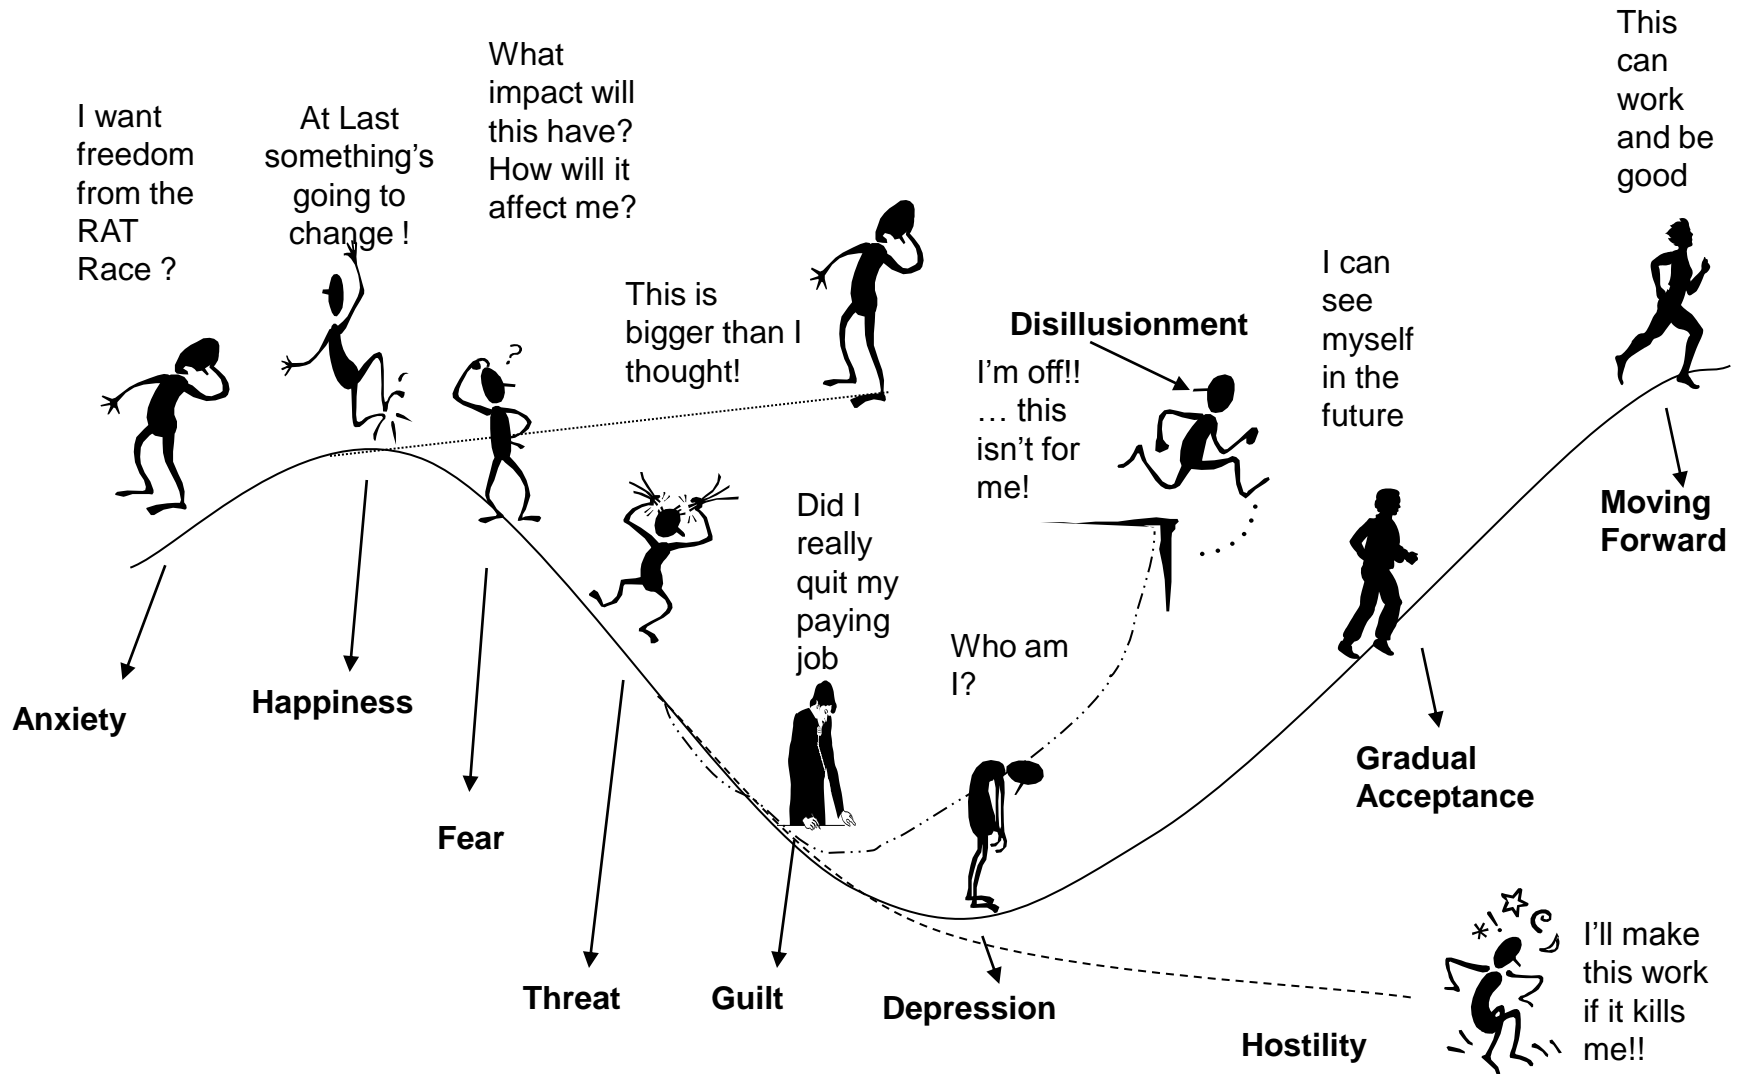 I want
freedom
from the
RAT
Race ?
At Last
something’s
going to
change !
What
impact will
this have?
How will it
affect me?
?
This is
bigger than I
thought!
Disillusionment
I’m off!!
… this
isn’t for
me!
I can
see
myself
in the
future
This
can
work
and be
good
Moving
Forward
Did I
really
quit my
paying
job
Who am
I?
Anxiety
Happiness
Fear
Threat
Guilt
Depression
Gradual
Acceptance
Hostility
*!
I’ll make
this work
if it kills
me!!